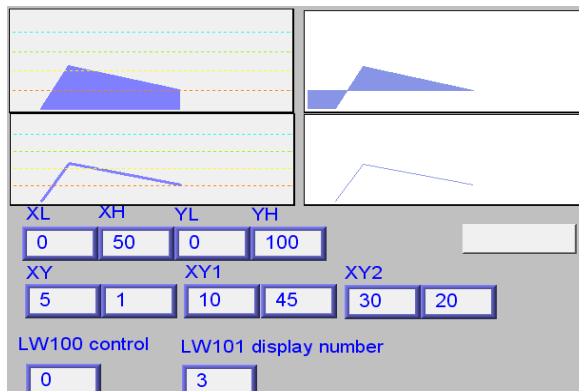 XL XH YL YH
0 50 0 100
XY XY1 XY2
5 1 10 45 30 20
LW100 control LW101 display number
0 3